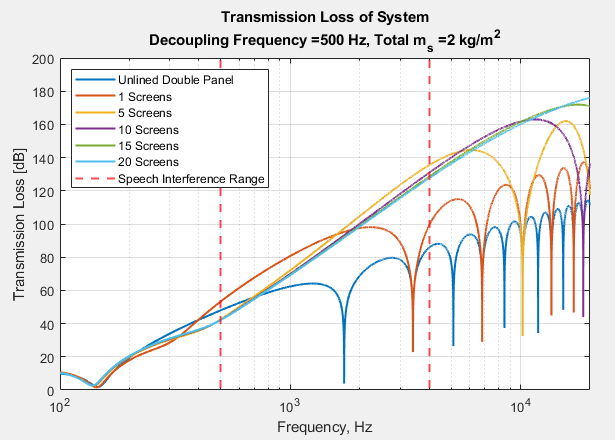 Transmission Loss of System
Decoupling Frequency =500 Hz, Total m_s =2 kg/m^2
200
180
160
140
120
100
80
60
40
20
0
Transmission Loss [dB]
Unlined Double Panel
1 Screens
5 Screens
10 Screens
15 Screens
20 Screens
Speech Interference Range
10^2
10^3
10^4
Frequency, Hz